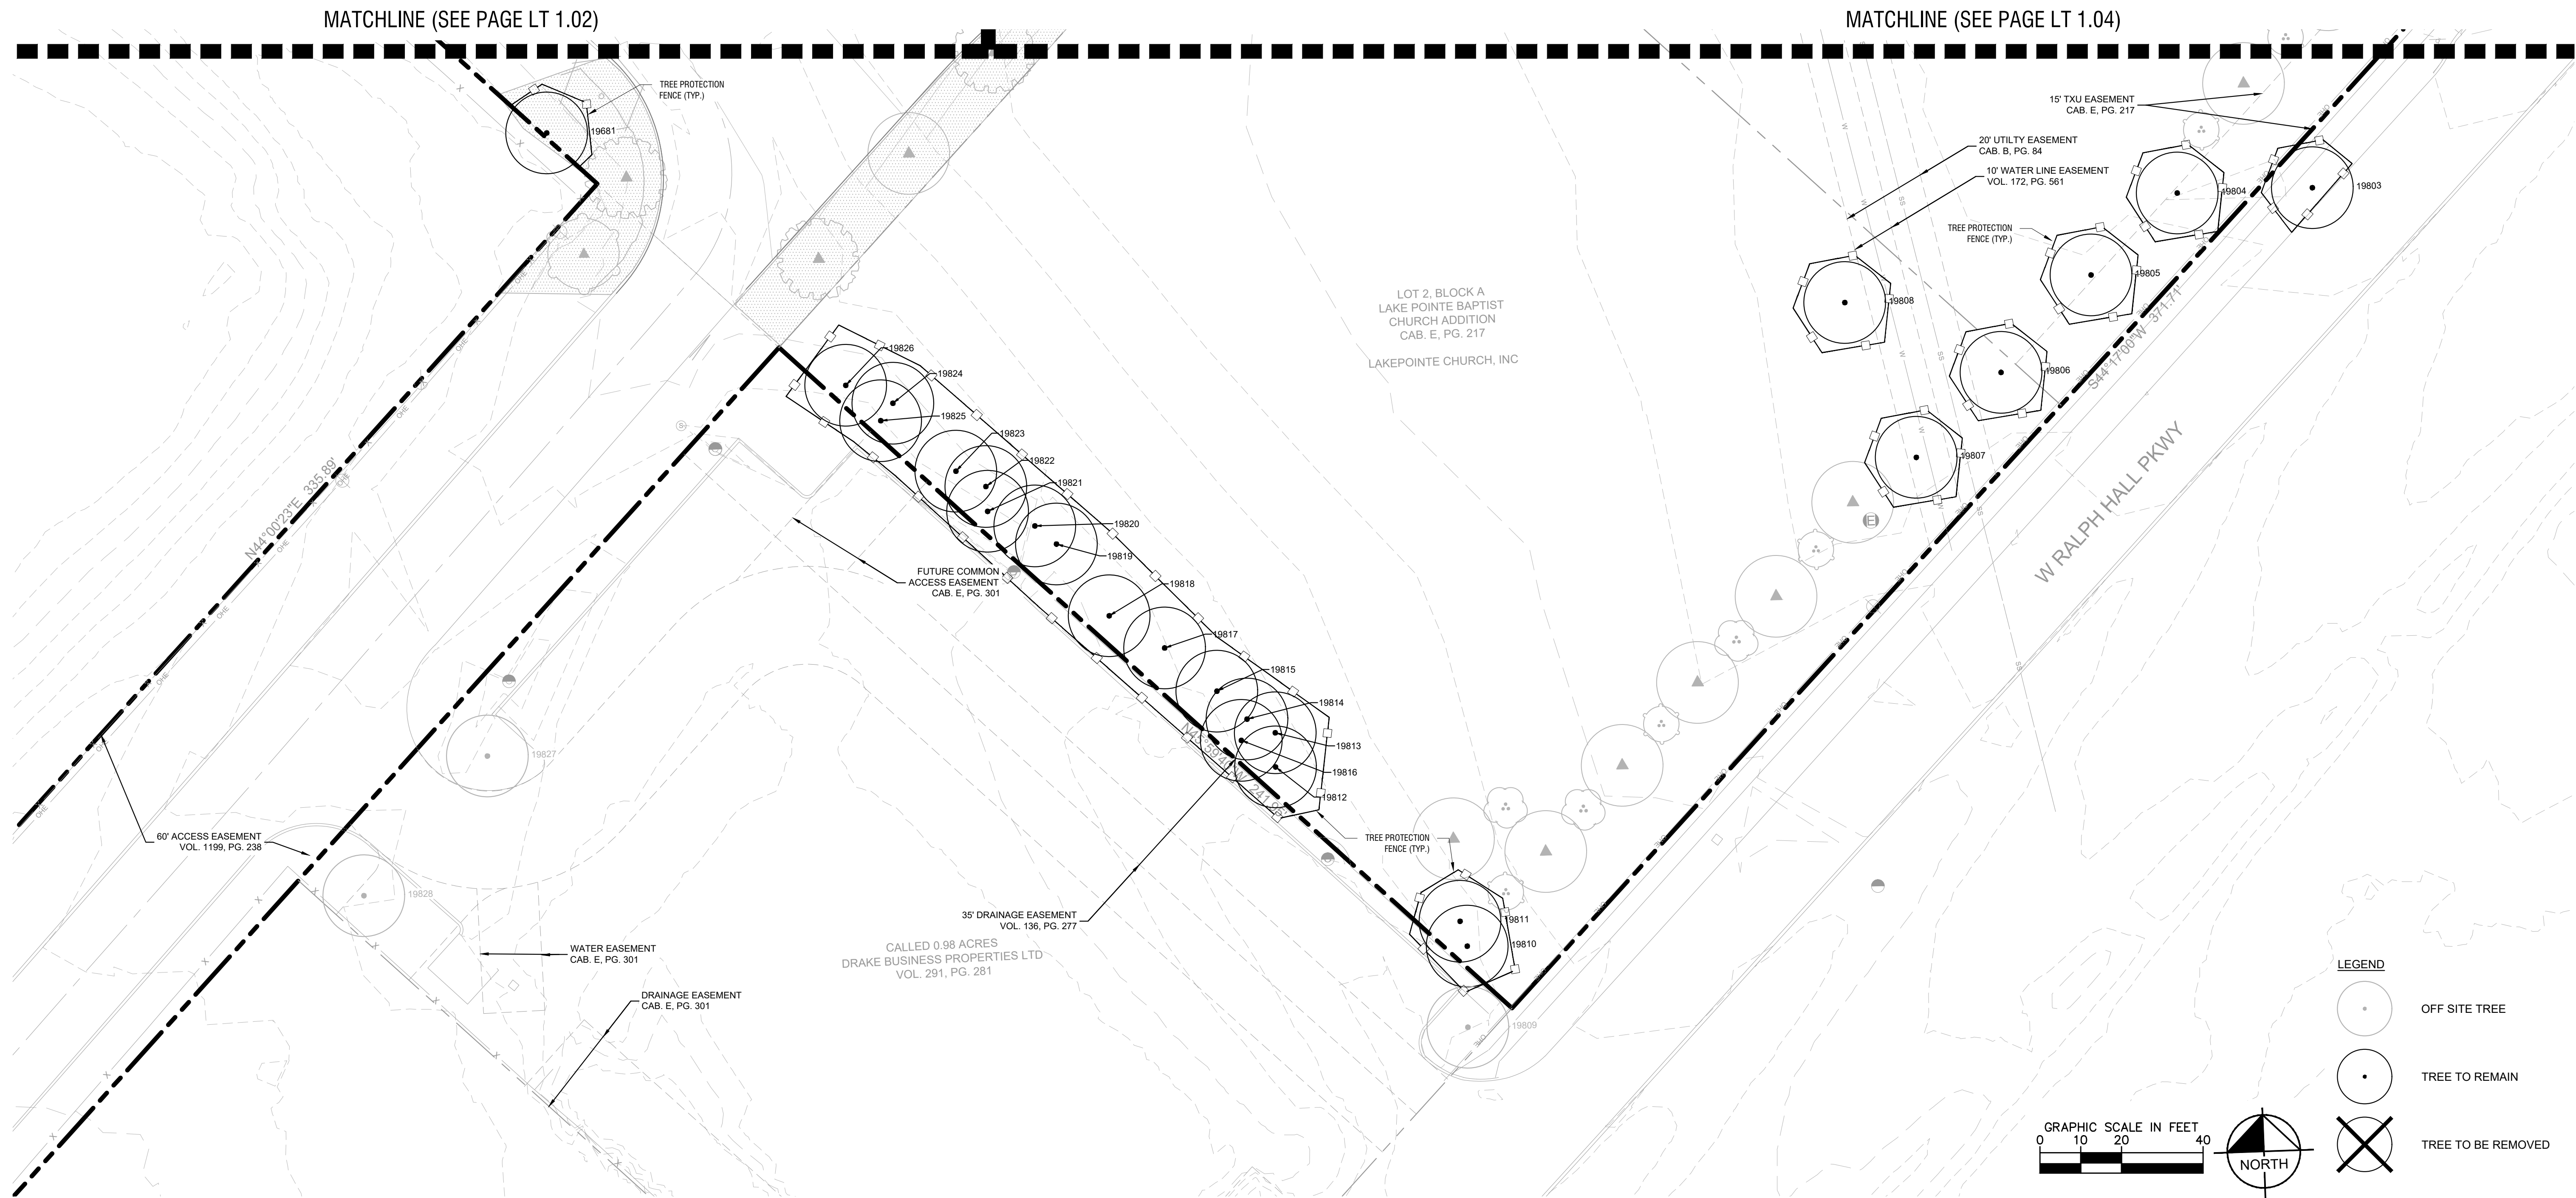 MATCHLINE (SEE PAGE LT 1.02)
MATCHLINE (SEE PAGE LT 1.04)
TREE PROTECTION
FENCE (TYP.)
19681
15' TXU EASEMENT
CAB. E, PG. 217
20' UTILTY EASEMENT
CAB. B, PG. 84
10' WATER LINE EASEMENT
VOL. 172, PG. 561
TREE PROTECTION
FENCE (TYP.)
19803
19804
19805
19808
19806
19807
LOT 2, BLOCK A
LAKE POINTE BAPTIST
CHURCH ADDITION
CAB. E, PG. 217
LAKEPOINTE CHURCH, INC
S44°17'00"W 371.71'
W RALPH HALL PKWY
N44°00'23"E 335.89'
19826
19824
19825
19823
19822
19821
19820
19819
19818
19817
19815
19814
19813
19816
19812
FUTURE COMMON
ACCESS EASEMENT
CAB. E, PG. 301
19827
60' ACCESS EASEMENT
VOL. 1199, PG. 238
19828
TREE PROTECTION
FENCE (TYP.)
35' DRAINAGE EASEMENT
VOL. 136, PG. 277
19811
19810
19809
CALLED 0.98 ACRES
DRAKE BUSINESS PROPERTIES LTD
VOL. 291, PG. 281
WATER EASEMENT
CAB. E, PG. 301
DRAINAGE EASEMENT
CAB. E, PG. 301
LEGEND
OFF SITE TREE
TREE TO REMAIN
TREE TO BE REMOVED
GRAPHIC SCALE IN FEET
0 10 20 40
NORTH